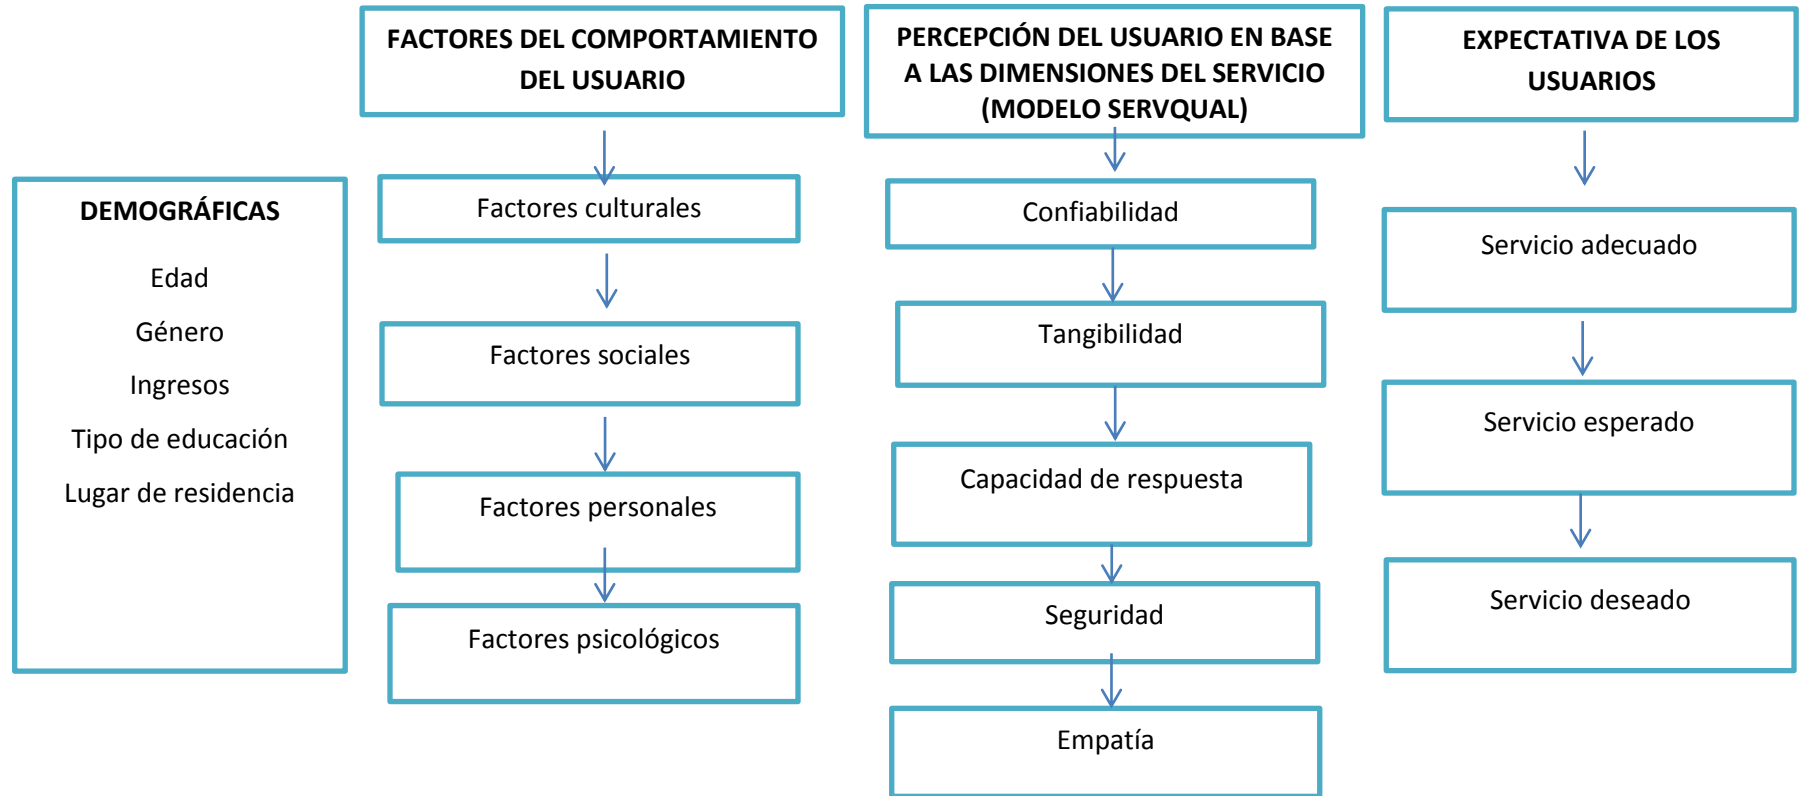 DEMOGRÁFICAS
Edad
Género
Ingresos
Tipo de educación
Lugar de residencia
FACTORES DEL COMPORTAMIENTO
DEL USUARIO
Factores culturales
Factores sociales
Factores personales
Factores psicológicos
PERCEPCIÓN DEL USUARIO EN BASE
A LAS DIMENSIONES DEL SERVICIO
(MODELO SERVQUAL)
Confiabilidad
Tangibilidad
Capacidad de respuesta
Seguridad
Empatía
EXPECTATIVA DE LOS
USUARIOS
Servicio adecuado
Servicio esperado
Servicio deseado